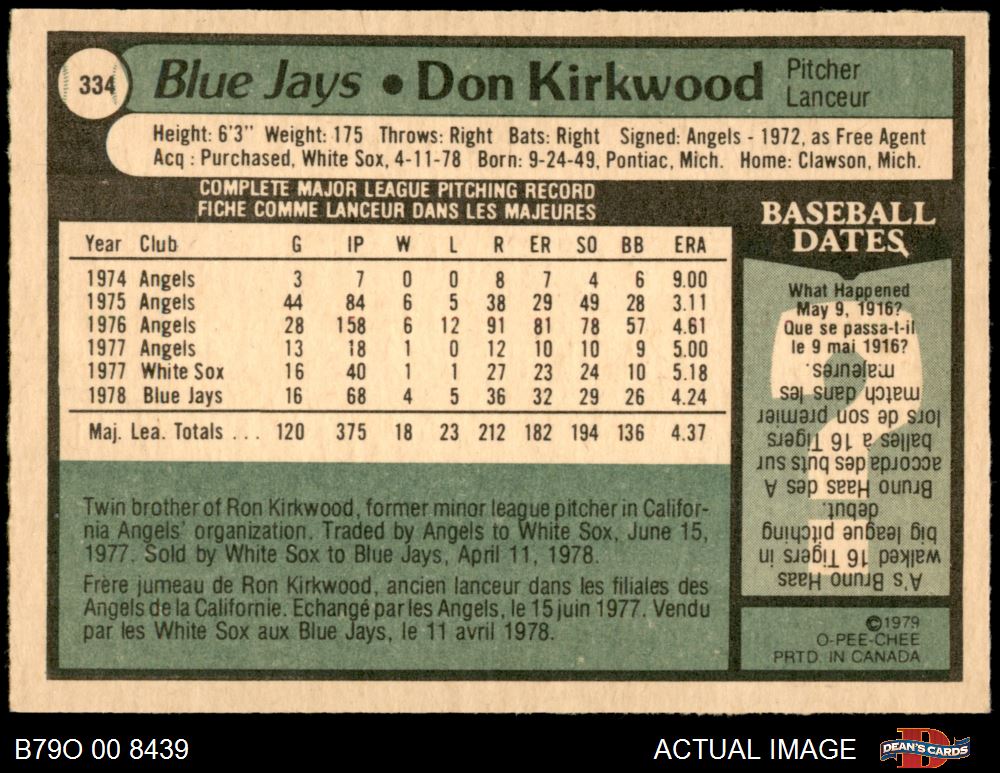 334 Blue Jays • Don Kirkwood Pitcher
Lanceur
Height: 6'3" Weight: 175 Throws: Right Bats: Right Signed: Angels - 1972, as Free Agent
Acq : Purchased, White Sox, 4-11-78 Born: 9-24-49, Pontiac, Mich. Home: Clawson, Mich.
COMPLETE MAJOR LEAGUE PITCHING RECORD
FICHE COMME LANCEUR DANS LES MAJEURES
Year Club G IP W L R ER SO BB ERA
1974 Angels 3 7 0 0 8 7 4 6 9.00
1975 Angels 44 84 6 5 38 29 49 28 3.11
1976 Angels 28 158 6 12 91 81 78 57 4.61
1977 Angels 13 18 1 0 12 10 10 9 5.00
1977 White Sox 16 40 1 1 27 23 24 10 5.18
1978 Blue Jays 16 68 4 5 36 32 29 26 4.24
Maj. Lea. Totals ... 120 375 18 23 212 182 194 136 4.37
Twin brother of Ron Kirkwood, former minor league pitcher in Califor-
nia Angels' organization. Traded by Angels to White Sox, June 15,
1977. Sold by White Sox to Blue Jays, April 11, 1978.
Frère jumeau de Ron Kirkwood, ancien lanceur dans les filiales des
Angels de la Californie. Echangé par les Angels, le 15 juin 1977. Vendu
par les White Sox aux Blue Jays, le 11 avril 1978.
BASEBALL
DATES
What Happened
May 9, 1916?
Que se passa-t-il
le 9 mai 1916?
A's Bruno Haas
walked 16 Tigers in
big league pitching
debut.
Bruno Haas des A
accorda des buts sur
balles à 16 Tigers
lors de son premier
match dans les
majeures.
©1979
O-PEE-CHEE
PRTD. IN CANADA
B79O 00 8439 ACTUAL IMAGE DEAN'S CARDS